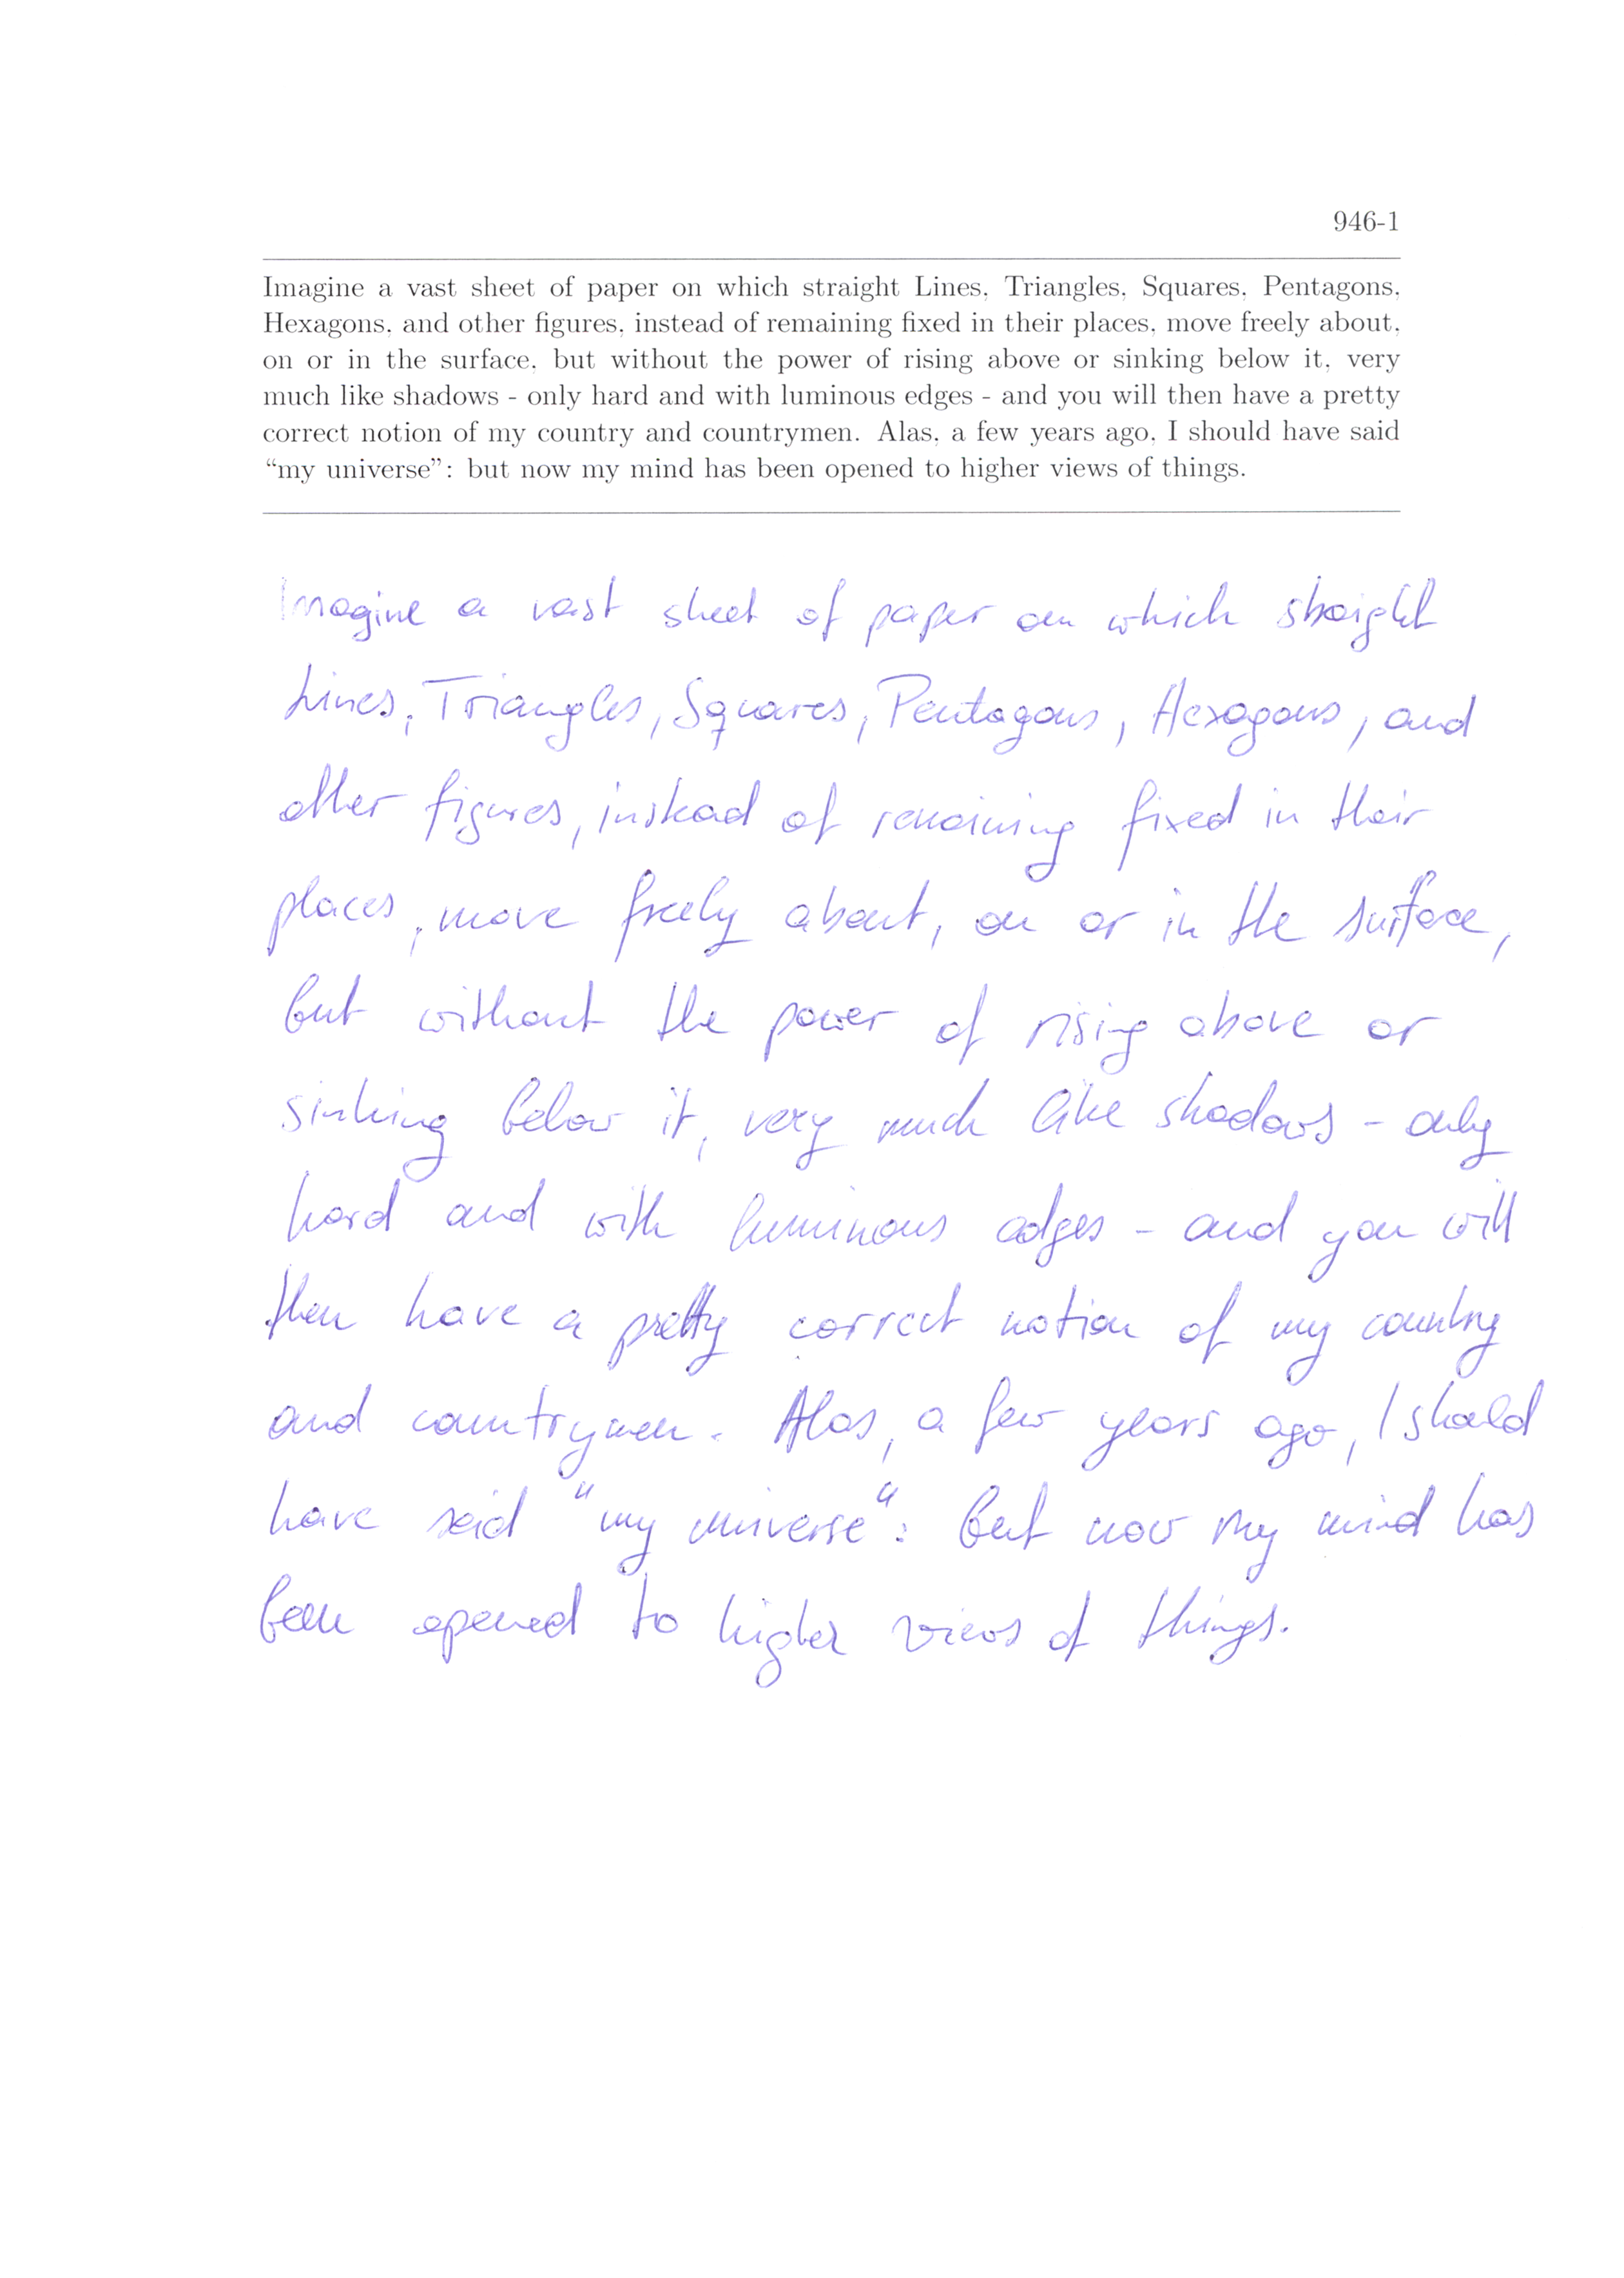 946-1
Imagine a vast sheet of paper on which straight Lines, Triangles, Squares, Pentagons,
Hexagons, and other figures, instead of remaining fixed in their places, move freely about,
on or in the surface, but without the power of rising above or sinking below it, very
much like shadows - only hard and with luminous edges - and you will then have a pretty
correct notion of my country and countrymen. Alas, a few years ago, I should have said
“my universe”: but now my mind has been opened to higher views of things.
Imagine a vast sheet of paper on which straight
Lines, Triangles, Squares, Pentagons, Hexagons, and
other figures, instead of remaining fixed in their
places, move freely about, on or in the surface,
but without the power of rising above or
sinking below it, very much like shadows - only
hard and with luminous edges - and you will
then have a pretty correct notion of my country
and countrymen. Alas, a few years ago, I should
have said "my universe": but now my mind has
been opened to higher views of things.